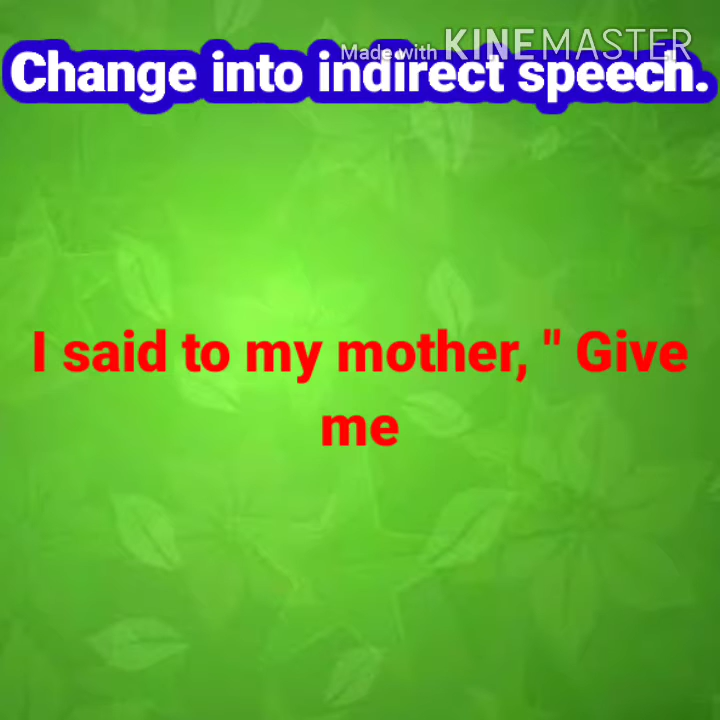 Made with KINEMASTER
Change into indirect speech.
I said to my mother, " Give
me